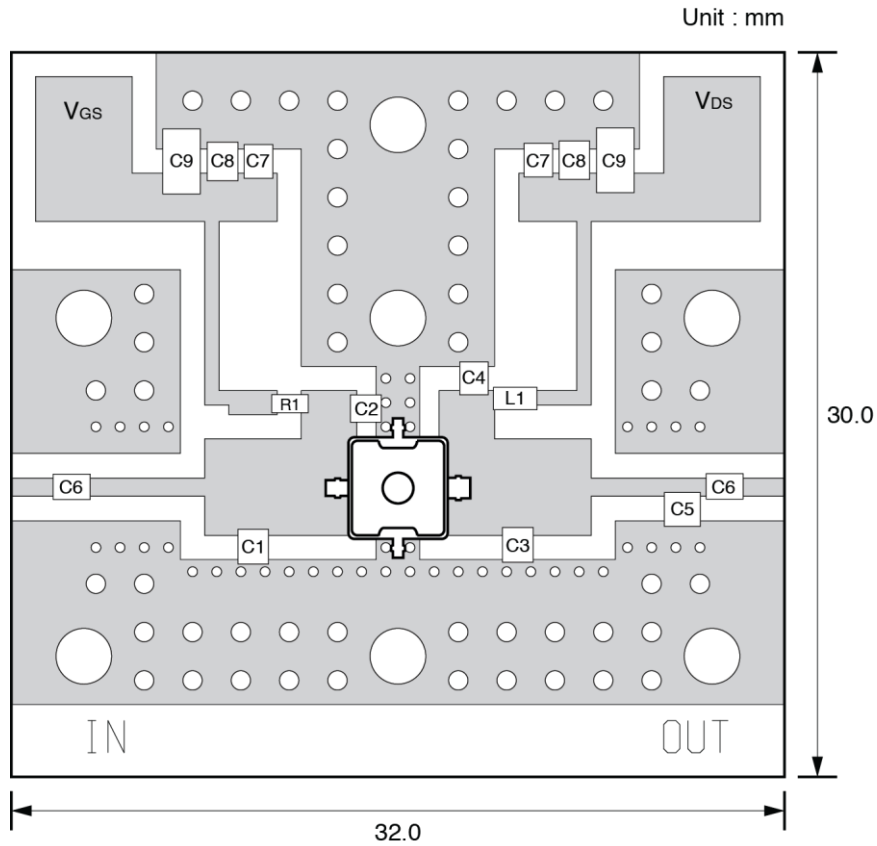 Unit : mm
VGS
VDS
C9 C8 C7
C7 C8 C9
C4
R1 C2 L1
30.0
C6 C6
C5
C1 C3
IN OUT
32.0